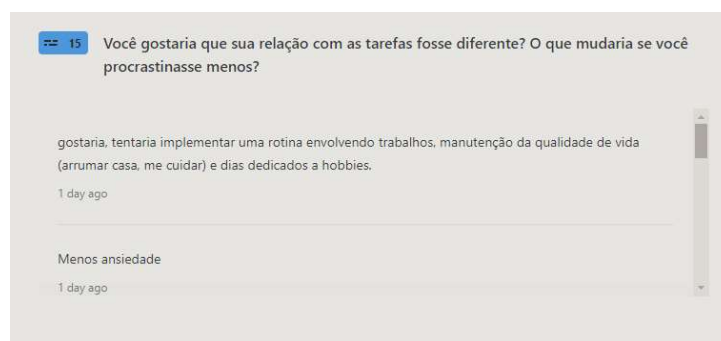 15
Você gostaria que sua relação com as tarefas fosse diferente? O que mudaria se você
procrastinasse menos?
gostaria, tentaria implementar uma rotina envolvendo trabalhos, manutenção da qualidade de vida
(arrumar casa, me cuidar) e dias dedicados a hobbies.
1 day ago
Menos ansiedade
1 day ago